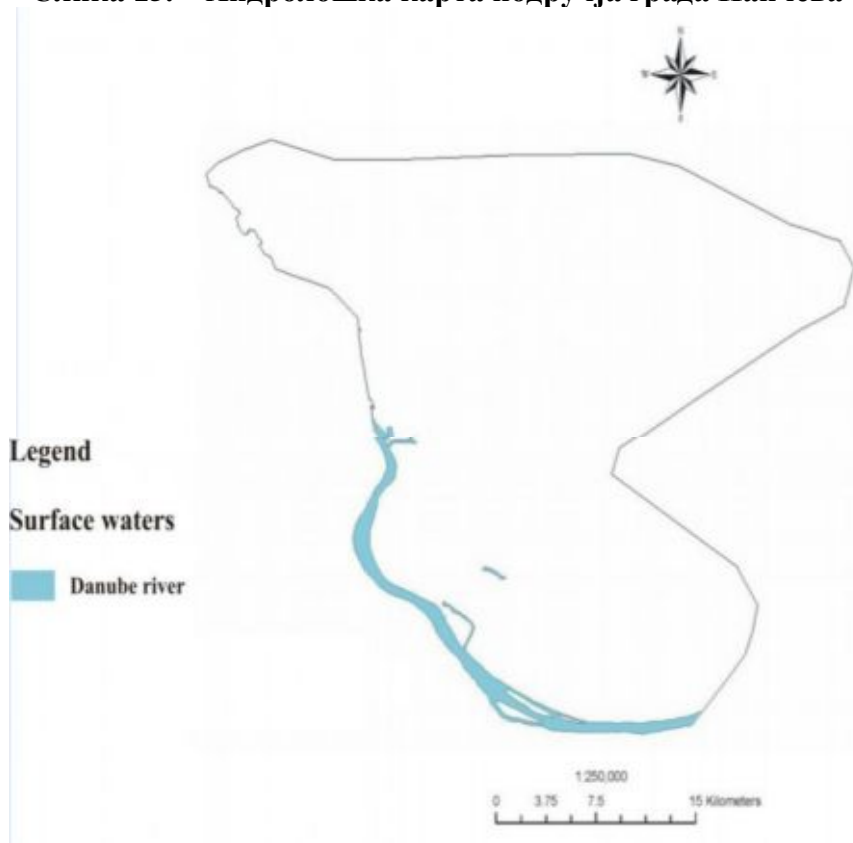 Слика – Хидролошка карта подручја града Панчева
N
W E
S
Legend
Surface waters
Danube river
1:250,000
0 3.75 7.5 15 Kilometers